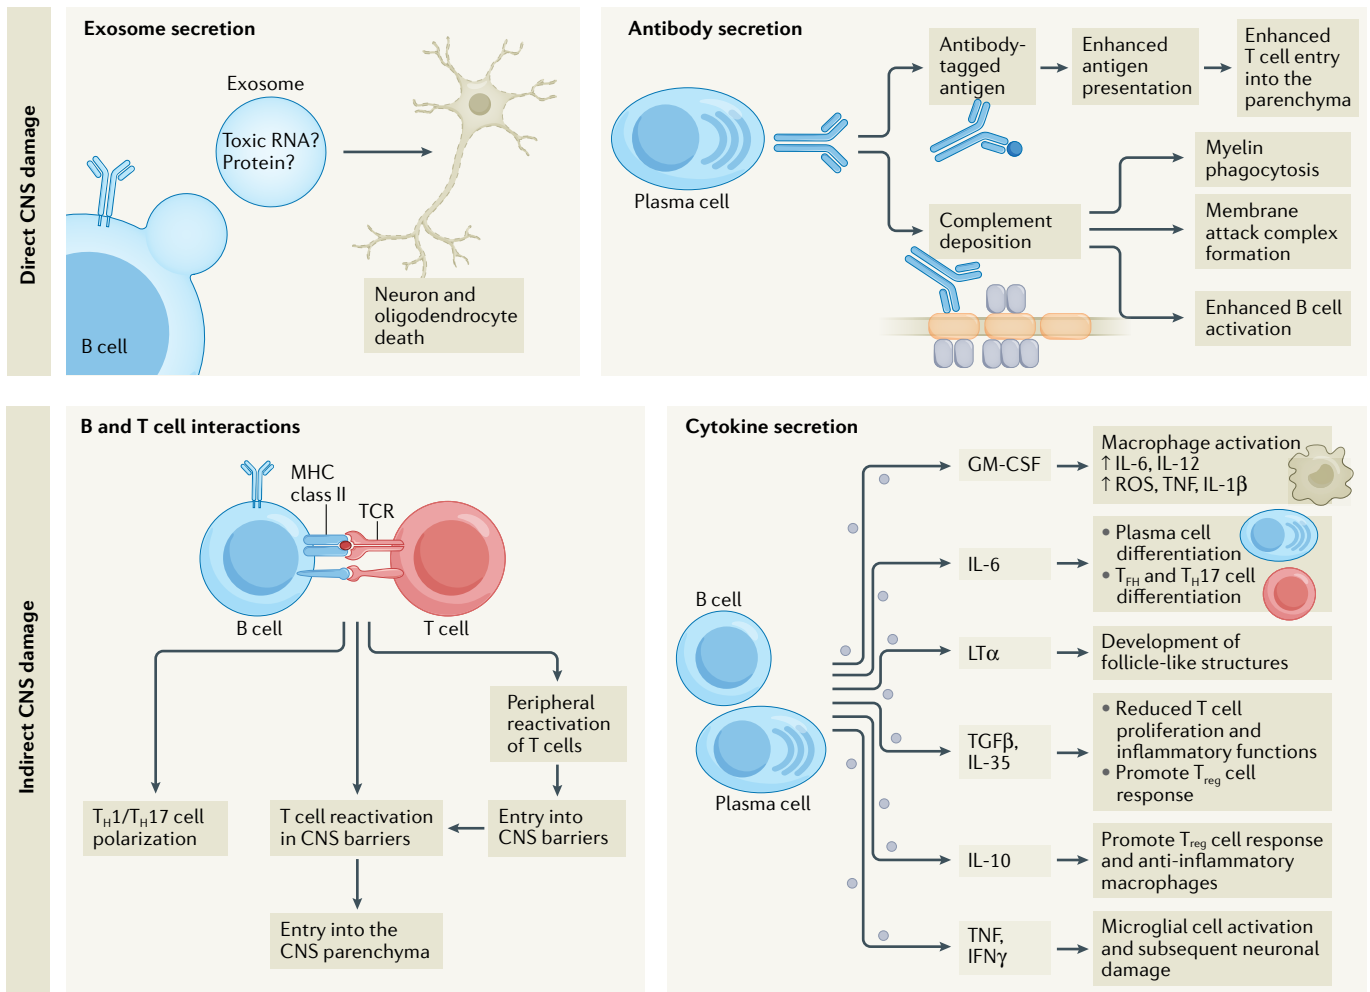 Direct CNS damage
Exosome secretion
Exosome
Toxic RNA?
Protein?
B cell
Neuron and
oligodendrocyte
death
Antibody secretion
Plasma cell
Antibody-
tagged
antigen
Enhanced
antigen
presentation
Enhanced
T cell entry
into the
parenchyma
Complement
deposition
Myelin
phagocytosis
Membrane
attack complex
formation
Enhanced B cell
activation
Indirect CNS damage
B and T cell interactions
MHC
class II
TCR
B cell
T cell
Peripheral
reactivation
of T cells
TH1/TH17 cell
polarization
T cell reactivation
in CNS barriers
Entry into
CNS barriers
Entry into the
CNS parenchyma
Cytokine secretion
B cell
Plasma cell
GM-CSF
Macrophage activation
↑ IL-6, IL-12
↑ ROS, TNF, IL-1β
IL-6
• Plasma cell
differentiation
• TFH and TH17 cell
differentiation
LTα
Development of
follicle-like structures
TGFβ,
IL-35
• Reduced T cell
proliferation and
inflammatory functions
• Promote Treg cell
response
IL-10
Promote Treg cell response
and anti-inflammatory
macrophages
TNF,
IFNγ
Microglial cell activation
and subsequent neuronal
damage